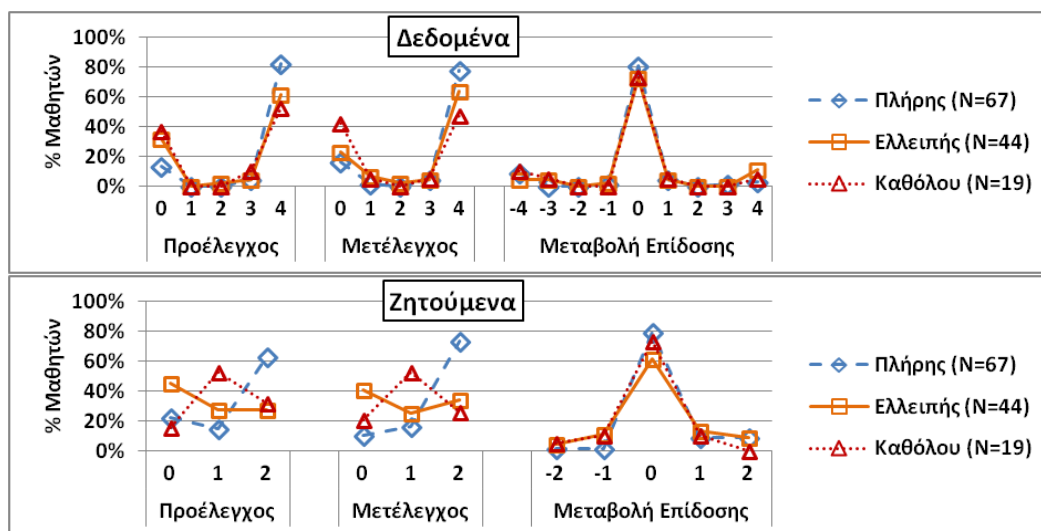 Δεδομένα
100%
80%
60%
40%
20%
0%
% Μαθητών
0 1 2 3 4 0 1 2 3 4 -4 -3 -2 -1 0 1 2 3 4
Προέλεγχος Μετέλεγχος Μεταβολή Επίδοσης
Πλήρης (N=67)
Ελλειπής (N=44)
Καθόλου (N=19)
Ζητούμενα
100%
80%
60%
40%
20%
0%
% Μαθητών
0 1 2 0 1 2 -2 -1 0 1 2
Προέλεγχος Μετέλεγχος Μεταβολή Επίδοσης
Πλήρης (N=67)
Ελλειπής (N=44)
Καθόλου (N=19)